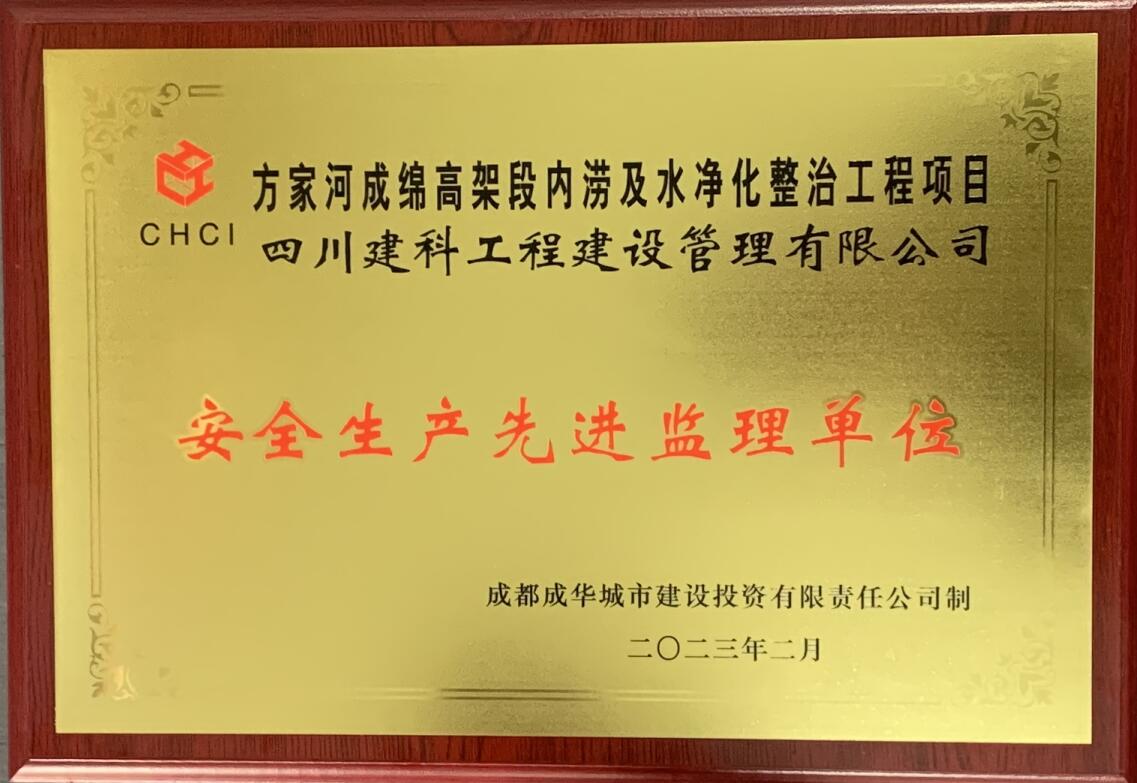 CHCI
方家河成绵高架段内涝及水净化整治工程项目
四川建科工程建设管理有限公司
安全生产先进监理单位
成都成华城市建设投资有限责任公司制
二〇二三年二月